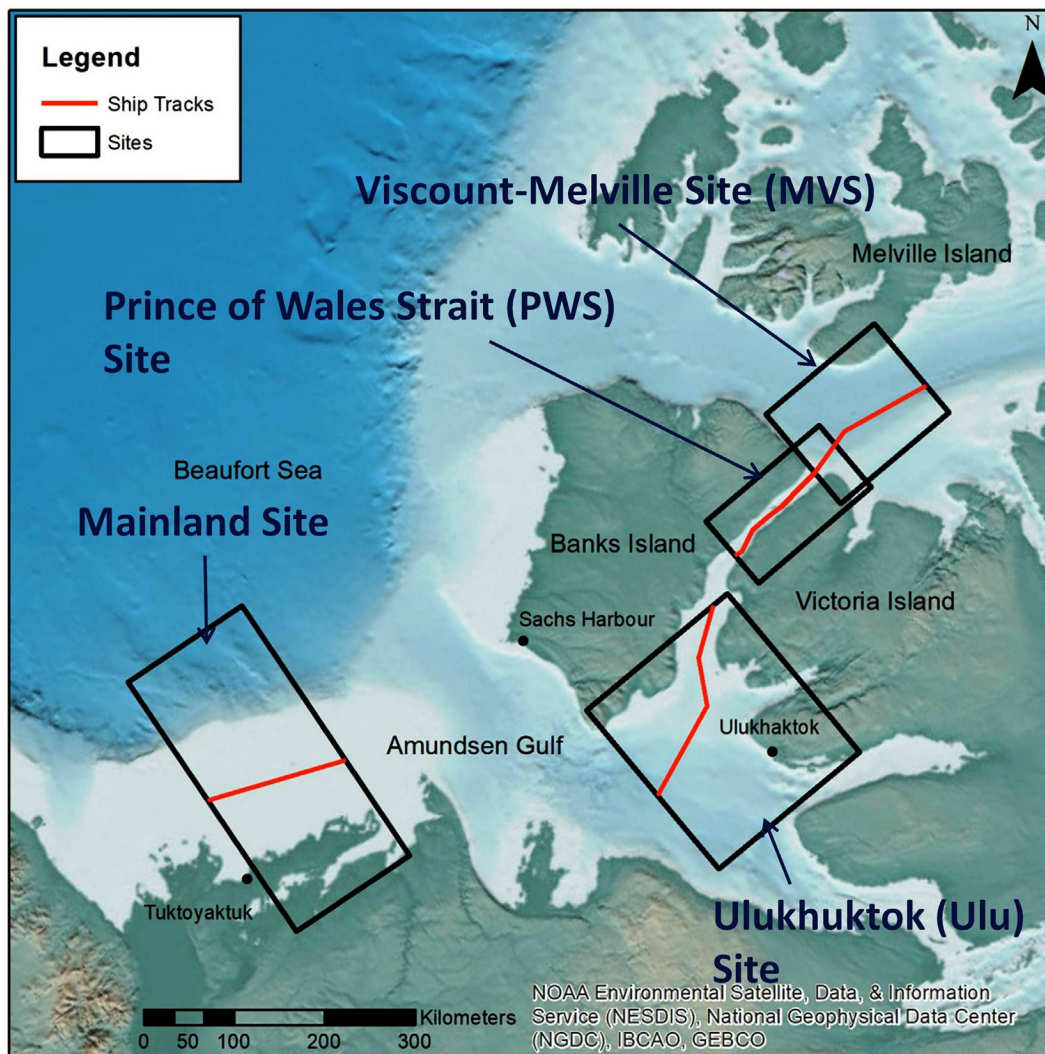 N
Legend
Ship Tracks
Sites
Viscount-Melville Site (MVS)
Melville Island
Prince of Wales Strait (PWS)
Site
Beaufort Sea
Mainland Site
Banks Island
Victoria Island
Sachs Harbour
Amundsen Gulf
Ulukhaktok
Tuktoyaktuk
Ulukhuktok (Ulu)
Site
NOAA Environmental Satellite, Data, & Information
Service (NESDIS), National Geophysical Data Center
(NGDC), IBCAO, GEBCO
Kilometers
0 50 100 200 300